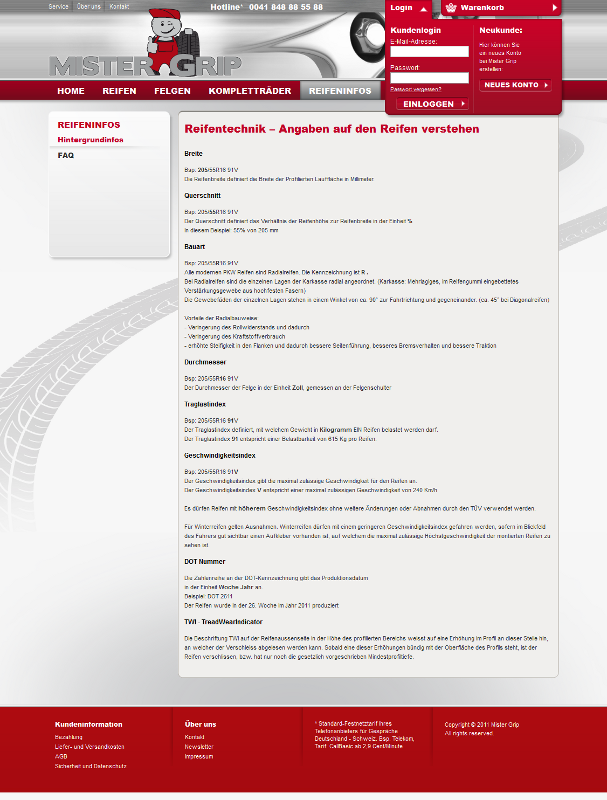 Service
Über uns
Kontakt
Hotline* 0041 848 88 55 88
Login
Warenkorb
MISTER GRIP
Kundenlogin
E-Mail-Adresse:
Passwort:
Passwort vergessen?
EINLOGGEN
Neukunde:
Hier können Sie
ein neues Konto
bei Mister Grip
erstellen:
NEUES KONTO
HOME
REIFEN
FELGEN
KOMPLETTRÄDER
REIFENINFOS
REIFENINFOS
Hintergrundinfos
FAQ
Reifentechnik – Angaben auf den Reifen verstehen
Breite
Bsp. 205/55R16 91V
Die Reifenbreite definiert die Breite der Profilierten Lauffläche in Millimeter.
Querschnitt
Bsp. 205/55R16 91V
Der Querschnitt definiert das Verhältnis der Reifenhöhe zur Reifenbreite in der Einheit %
In diesem Beispiel: 55% von 205 mm
Bauart
Bsp: 205/55R16 91V
Alle modernen PKW Reifen sind Radialreifen. Die Kennzeichnung ist R.
Bei Radialreifen sind die einzelnen Lagen der Karkasse radial angeordnet. (Karkasse: Mehrlagiges, im Reifengummi eingebettetes
Verstärkungsgewebe aus hochfesten Fasern)
Die Gewebefäden der einzelnen Lagen stehen in einem Winkel von ca. 90° zur Fahrtrichtung und gegeneinander. (ca. 45° bei Diagonalreifen)
Vorteile der Radialbauweise
- Verringerung des Rollwiderstands und dadurch
- Verringerung des Kraftstoffverbrauch
- erhöhte Steifigkeit in den Flanken und dadurch bessere Seitenführung, besseres Bremsverhalten und bessere Traktion
Durchmesser
Bsp: 205/55R16 91V
Der Durchmesser der Felge in der Einheit Zoll, gemessen an der Felgenschulter
Traglastindex
Bsp: 205/55R16 91V
Der Traglastindex definiert, mit welchem Gewicht in Kilogramm EIN Reifen belastet werden darf.
Der Traglastindex 91 entspricht einer Belastbarkeit von 615 Kg pro Reifen.
Geschwindigkeitsindex
Bsp: 205/55R16 91V
Der Geschwindigkeitsindex gibt die maximal zulässige Geschwindigkeit für den Reifen an.
Der Geschwindigkeitsindex V entspricht einer maximal zulässigen Geschwindigkeit von 240 Km/h
Es dürfen Reifen mit höherem Geschwindigkeitsindex ohne weitere Änderungen oder Abnahmen durch den TÜV verwendet werden.
Für Winterreifen gelten Ausnahmen. Winterreifen dürfen mit einem geringeren Geschwindigkeitsindex gefahren werden, sofern im Blickfeld
des Fahrers gut sichtbar einen Aufkleber vorhanden ist, auf welchem die maximal zulässige Höchstgeschwindigkeit der montierten Reifen zu
sehen ist
DOT Nummer
Die Zahlenreihe an der DOT-Kennzeichnung gibt das Produktionsdatum
in der Einheit Woche Jahr an.
Beispiel: DOT 2611
Der Reifen wurde in der 26. Woche im Jahr 2011 produziert
TWI - TreadWearIndicator
Die Beschriftung TWI auf der Reifenaussenseite in der Höhe des profilierten Bereichs weisst auf eine Erhöhung im Profil an dieser Stelle hin,
an welcher der Verschleiss abgelesen werden kann. Sobald eine dieser Erhöhungen bündig mit der Oberfläche des Profils steht, ist der
Reifen verschlissen, bzw. hat nur noch die gesetzlich vorgeschrieben Mindestprofiltiefe.
Kundeninformation
Bezahlung
Liefer- und Versandkosten
AGB
Sicherheit und Datenschutz
Über uns
Kontakt
Newsletter
Impressum
* Standard-Festnetztarif Ihres
Telefonanbieters für Gespräche
Deutschland - Schweiz. Bsp. Telekom,
Tarif: CallBasic ab 2,9 Cent/Minute
Copyright © 2011 Mister Grip
All rights reserved